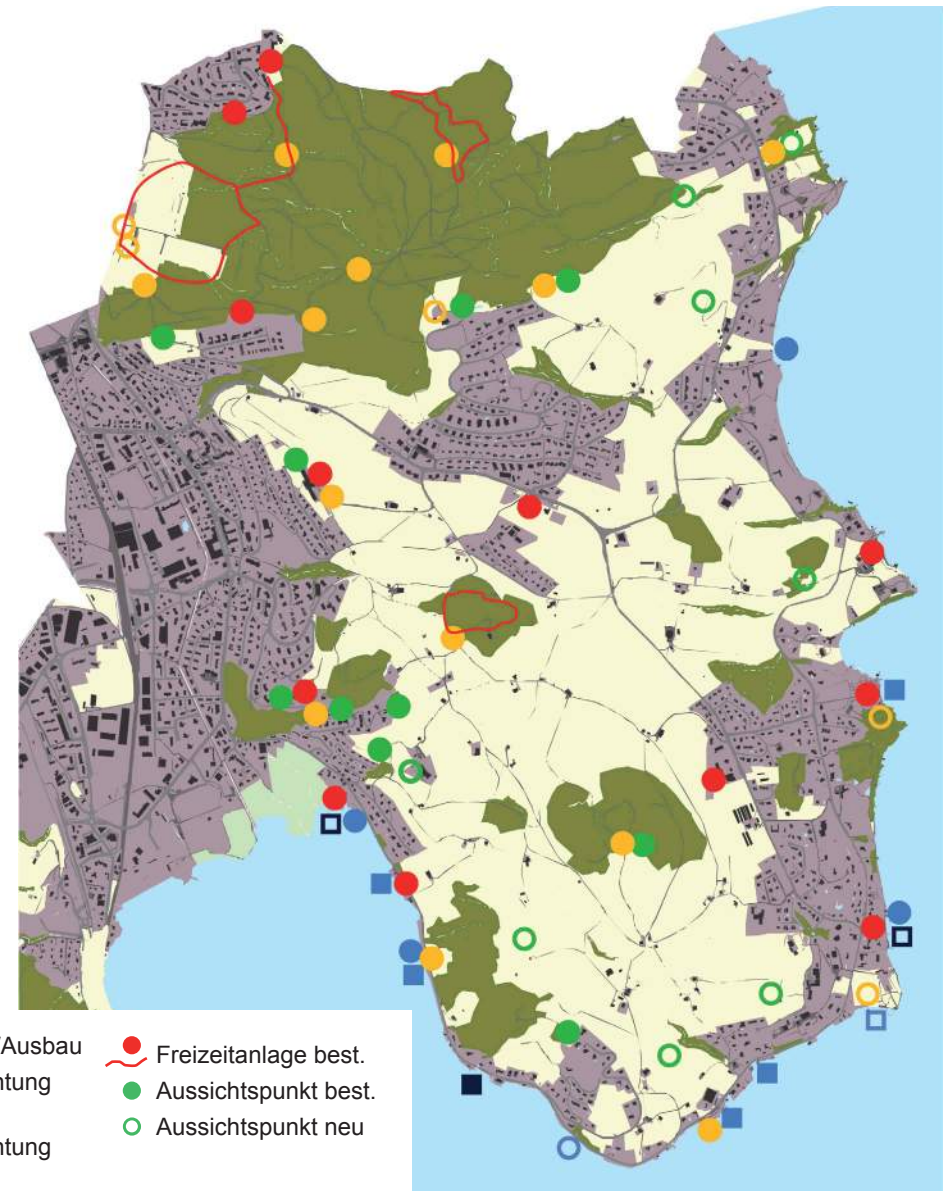 /Ausbau
Freizeitanlage best.
ntung
Aussichtspunkt best.
Aussichtspunkt neu
ntung